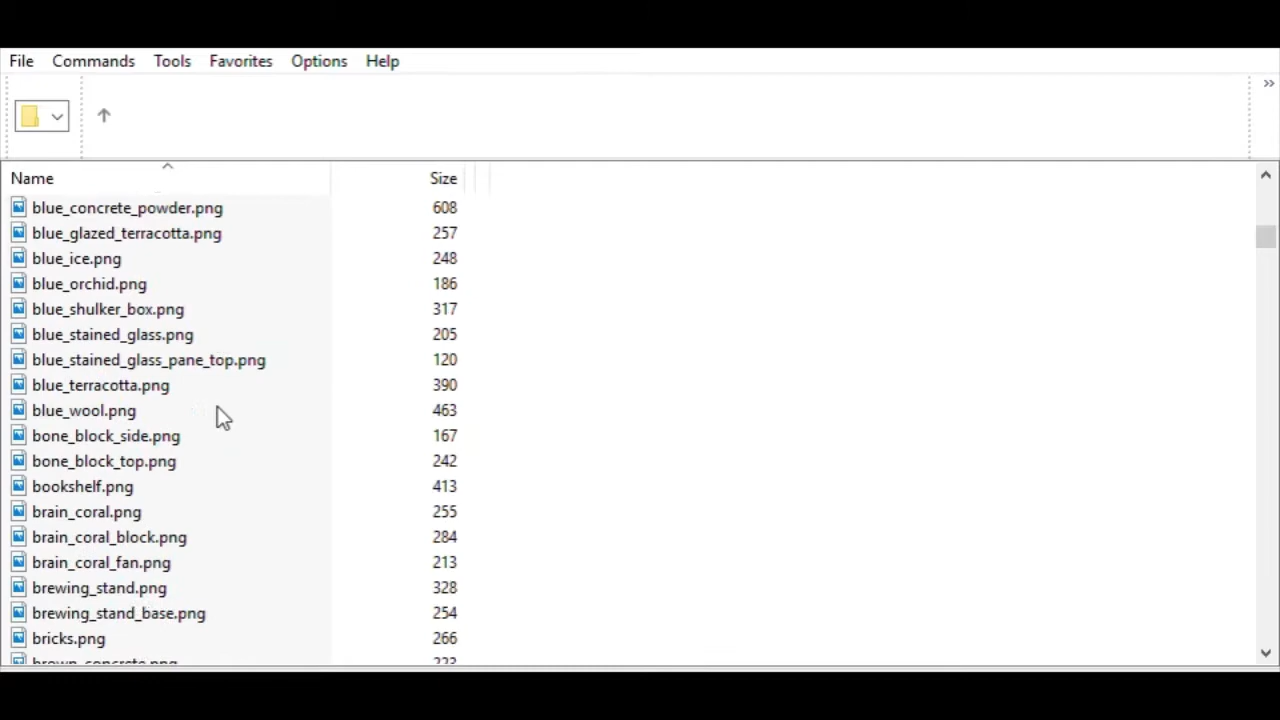 File Commands Tools Favorites Options Help
»
Name Size
blue_concrete_powder.png 608
blue_glazed_terracotta.png 257
blue_ice.png 248
blue_orchid.png 186
blue_shulker_box.png 317
blue_stained_glass.png 205
blue_stained_glass_pane_top.png 120
blue_terracotta.png 390
blue_wool.png 463
bone_block_side.png 167
bone_block_top.png 242
bookshelf.png 413
brain_coral.png 255
brain_coral_block.png 284
brain_coral_fan.png 213
brewing_stand.png 328
brewing_stand_base.png 254
bricks.png 266
brown_concrete.png 223